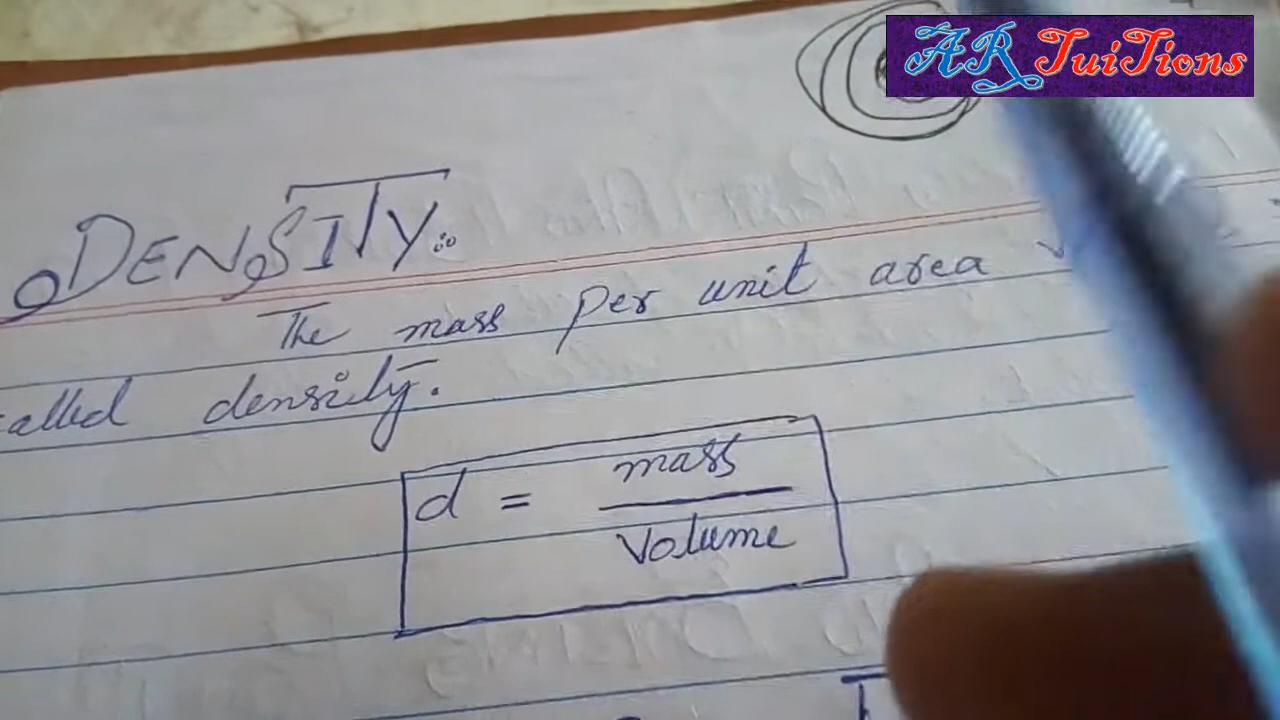 AR TuiTions
DENSITY:
The mass per unit area
called density.
d = mass
volume